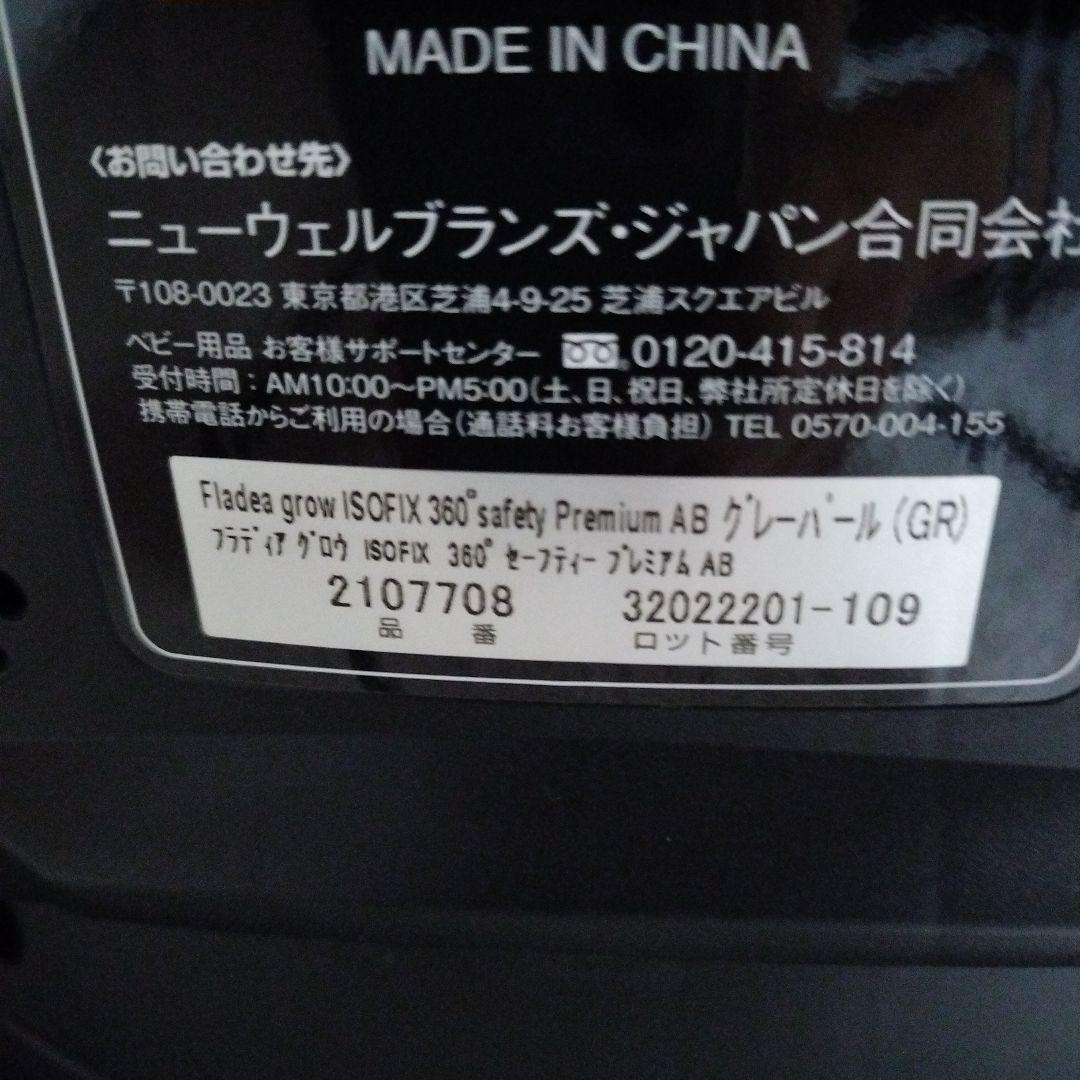 MADE IN CHINA
〈お問い合わせ先〉
ニューウェルブランズ・ジャパン合同会社
〒108-0023 東京都港区芝浦4-9-25 芝浦スクエアビル
ベビー用品 お客様サポートセンター 0120-415-814
受付時間：AM10:00～PM5:00(土、日、祝日、弊社所定休日を除く)
携帯電話からご利用の場合(通話料お客様負担) TEL 0570-004-155
Fladea grow ISOFIX 360°safety Premium AB グレーパール(GR)
フラディア グロウ ISOFIX 360° セーフティー プレミアム AB
2107708 32022201-109
品番 ロット番号